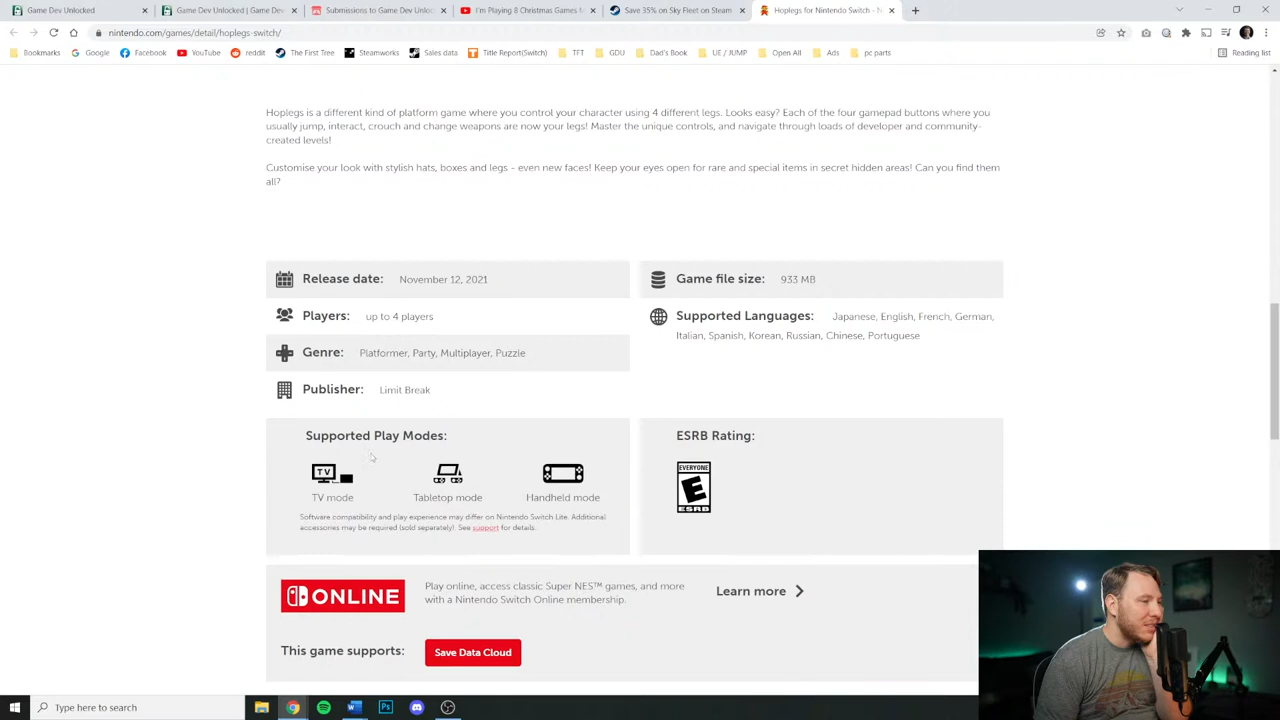 Game Dev Unlocked
Game Dev Unlocked | Game Dev
Submissions to Game Dev Unlock
I'm Playing 8 Christmas Games f
Save 35% on Sky Fleet on Steam
Hoplegs for Nintendo Switch - N
nintendo.com/games/detail/hoplegs-switch/
Bookmarks
Google
Facebook
YouTube
reddit
The First Tree
Steamworks
Sales data
Title Report(Switch)
TFT
GDU
Dad's Book
UE / JUMP
Open All
Ads
pc parts
Reading list
Hoplegs is a different kind of platform game where you control your character using 4 different legs. Looks easy? Each of the four gamepad buttons where you
usually jump, interact, crouch and change weapons are now your legs! Master the unique controls, and navigate through loads of developer and community-
created levels!
Customise your look with stylish hats, boxes and legs - even new faces! Keep your eyes open for rare and special items in secret hidden areas! Can you find them
all?
Release date: November 12, 2021
Game file size: 933 MB
Players: up to 4 players
Supported Languages: Japanese, English, French, German,
Italian, Spanish, Korean, Russian, Chinese, Portuguese
Genre: Platformer, Party, Multiplayer, Puzzle
Publisher: Limit Break
Supported Play Modes:
TV
TV mode
Tabletop mode
Handheld mode
Software compatibility and play experience may differ on Nintendo Switch Lite. Additional
accessories may be required (sold separately). See support for details.
ESRB Rating:
EVERYONE
E
ESRB
ONLINE
Play online, access classic Super NES™ games, and more
with a Nintendo Switch Online membership.
Learn more
This game supports:
Save Data Cloud
Type here to search